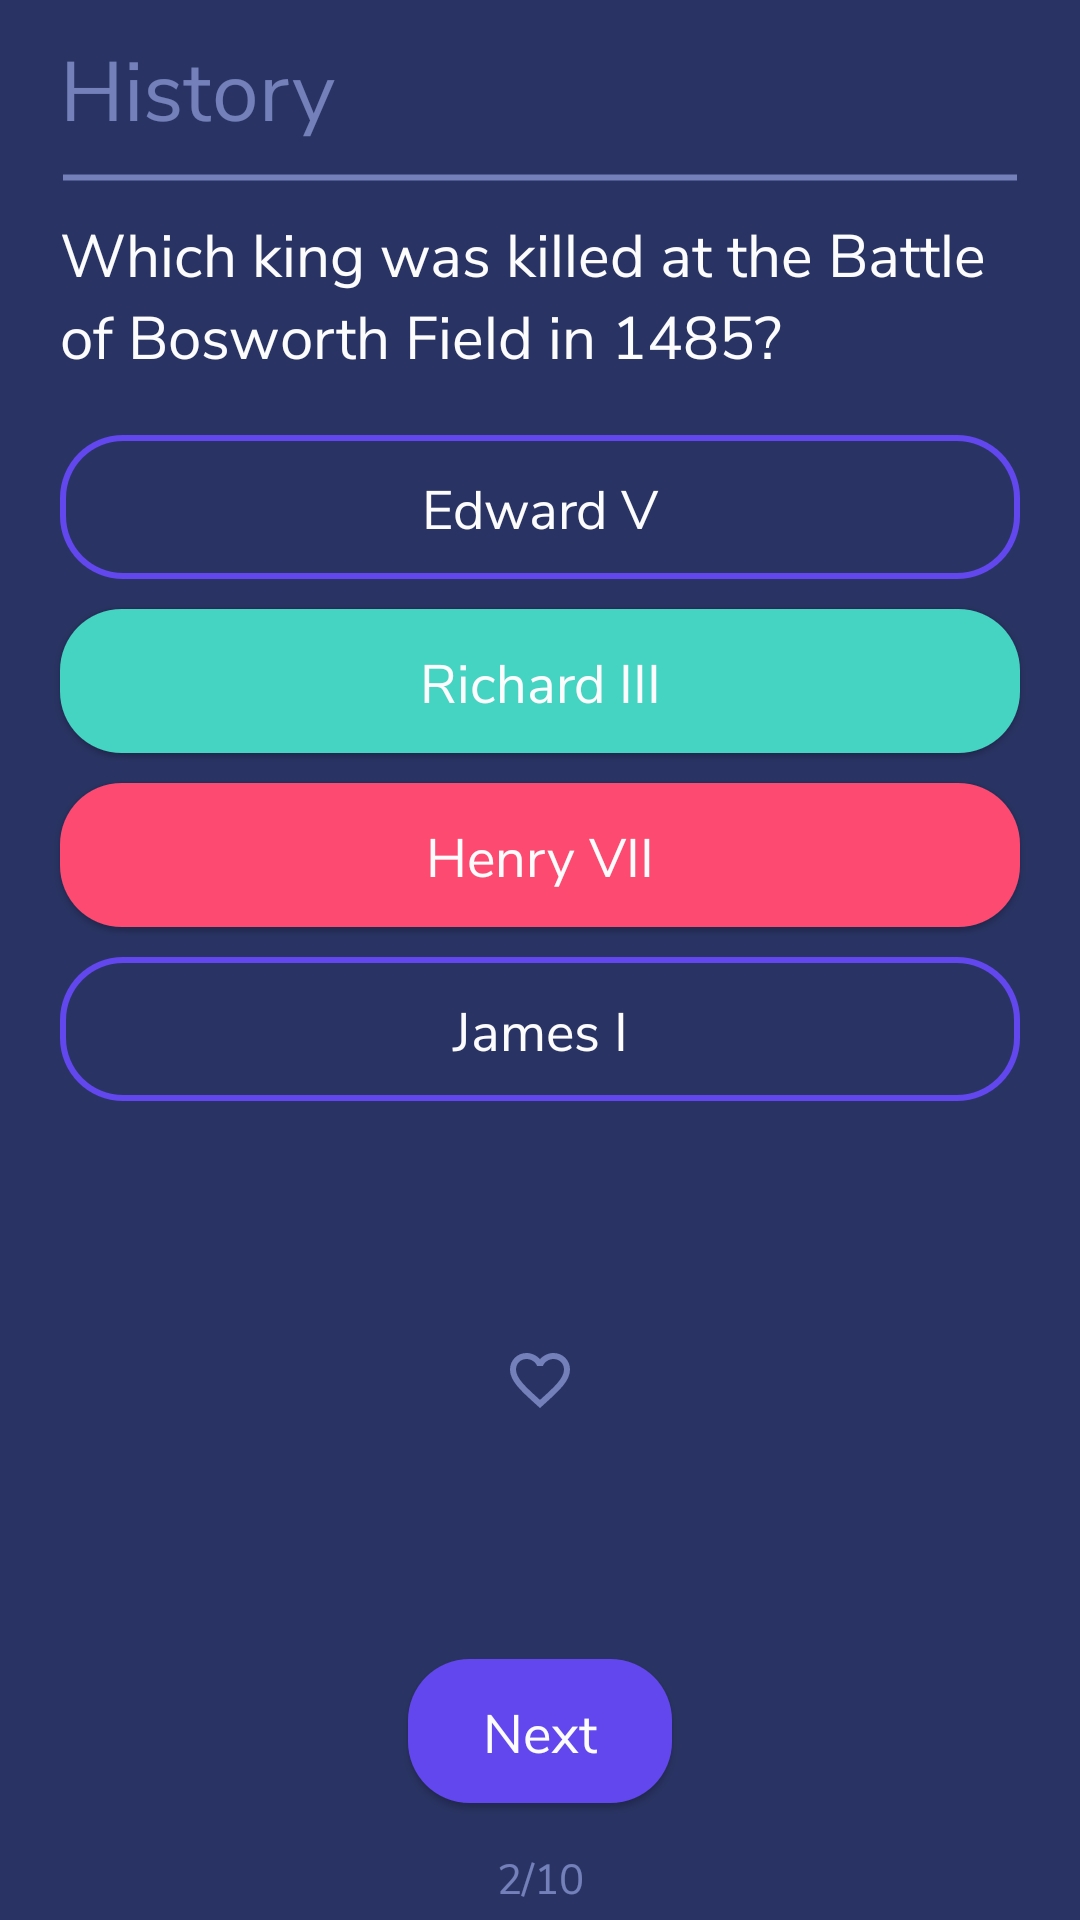 History
Which king was killed at the Battle
of Bosworth Field in 1485?
Edward V
Richard III
Henry VII
James I
Next
2/10